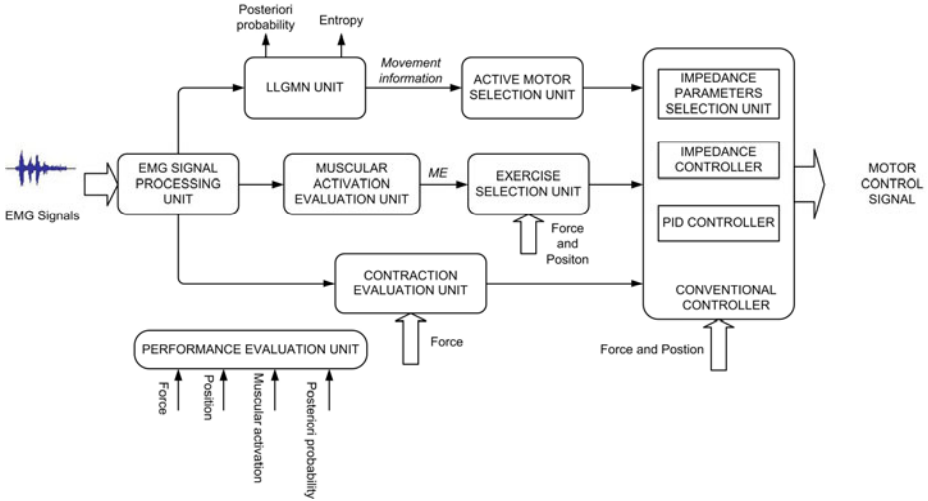 Posteriori
probability
Entropy
LLGMN UNIT
Movement
information
ACTIVE MOTOR
SELECTION UNIT
IMPEDANCE
PARAMETERS
SELECTION UNIT
EMG Signals
EMG SIGNAL
PROCESSING
UNIT
MUSCULAR
ACTIVATION
EVALUATION UNIT
ME
EXERCISE
SELECTION UNIT
IMPEDANCE
CONTROLLER
MOTOR
CONTROL
SIGNAL
PID CONTROLLER
Force
and
Positon
CONTRACTION
EVALUATION UNIT
CONVENTIONAL
CONTROLLER
Force
Force and Postion
PERFORMANCE EVALUATION UNIT
Force
Position
Muscular activation
Posteriori probability